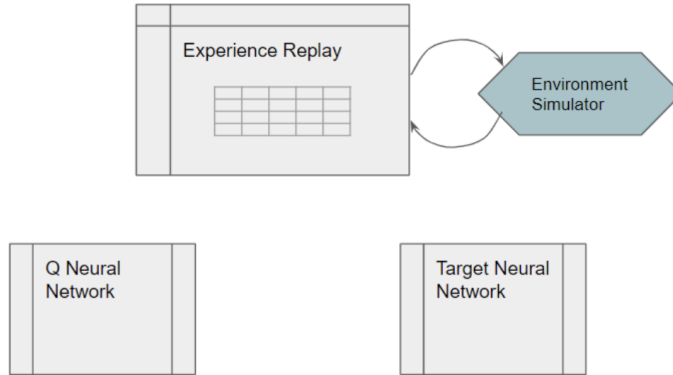 Experience Replay
Environment
Simulator
Q Neural
Network
Target Neural
Network